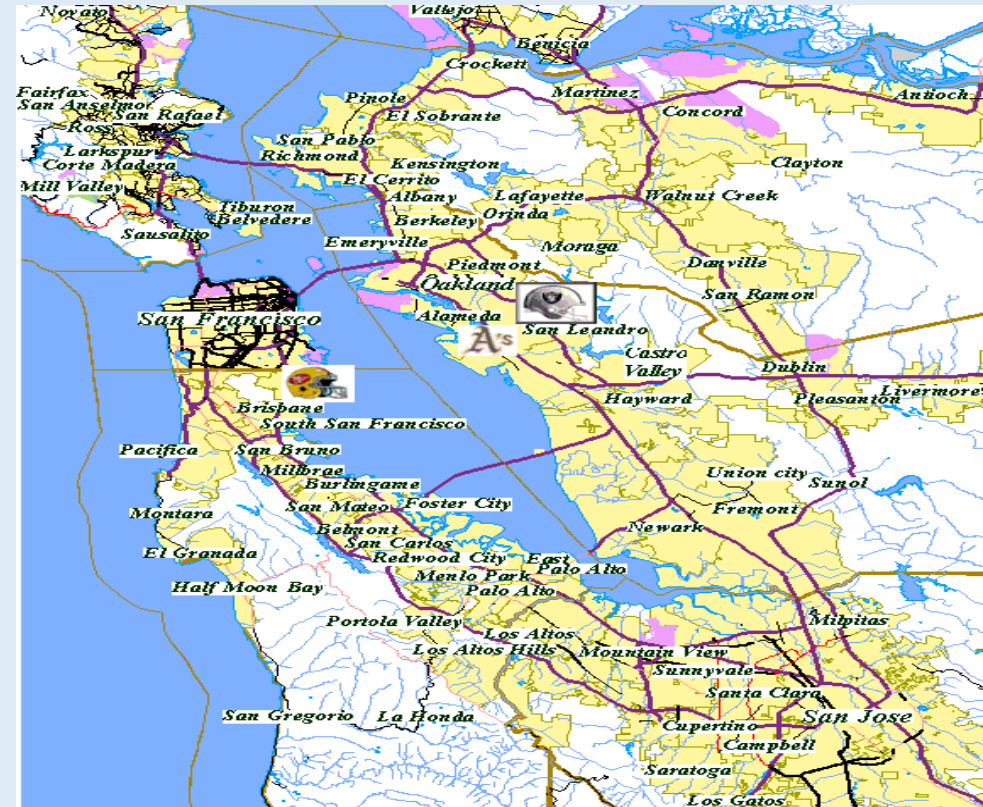 Novato
Vallejo
Benicia
Crockett
Fairfax
San Anselmo
San Rafael
Ross
Pinole
Martinez
Antioch
Concord
El Sobrante
Larkspur
San Pablo
Richmond
Corte Madera
Kensington
Clayton
Mill Valley
El Cerrito
Albany
Lafayette
Walnut Creek
Tiburon
Belvedere
Orinda
Berkeley
Sausalito
Emeryville
Moraga
Piedmont
Danville
Oakland
San Ramon
San Francisco
Alameda
San Leandro
A's
Castro
Valley
Dublin
Brisbane
Hayward
Pleasanton
Livermore
South San Francisco
Pacifica
San Bruno
Millbrae
Burlingame
Union city
Sunol
San Mateo
Foster City
Fremont
Montara
Belmont
Newark
San Carlos
El Granada
Redwood City
East
Palo Alto
Menlo Park
Half Moon Bay
Palo Alto
Portola Valley
Milpitas
Los Altos
Los Altos Hills
Mountain View
Sunnyvale
Santa Clara
San Gregorio
La Honda
San Jose
Cupertino
Campbell
Saratoga
Los Gatos